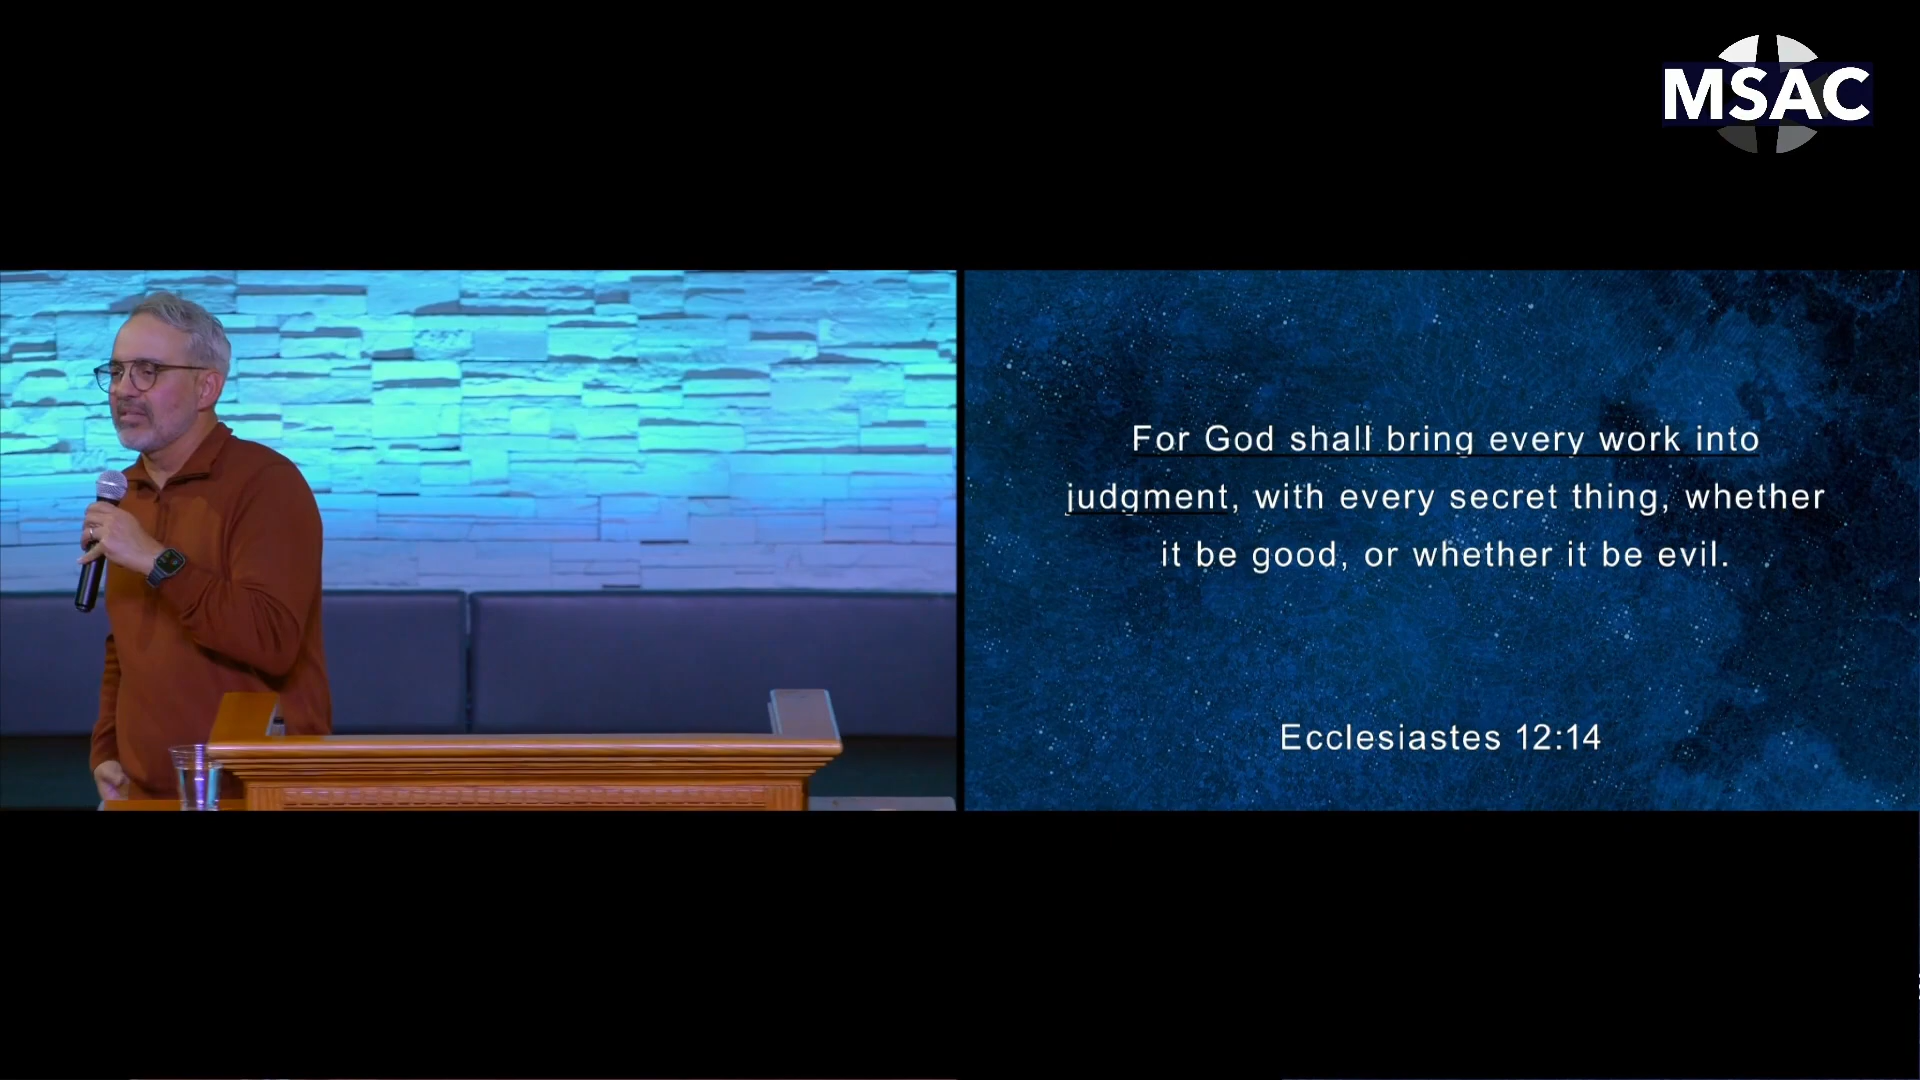 MSAC
For God shall bring every work into
judgment, with every secret thing, whether
it be good, or whether it be evil.
Ecclesiastes 12:14